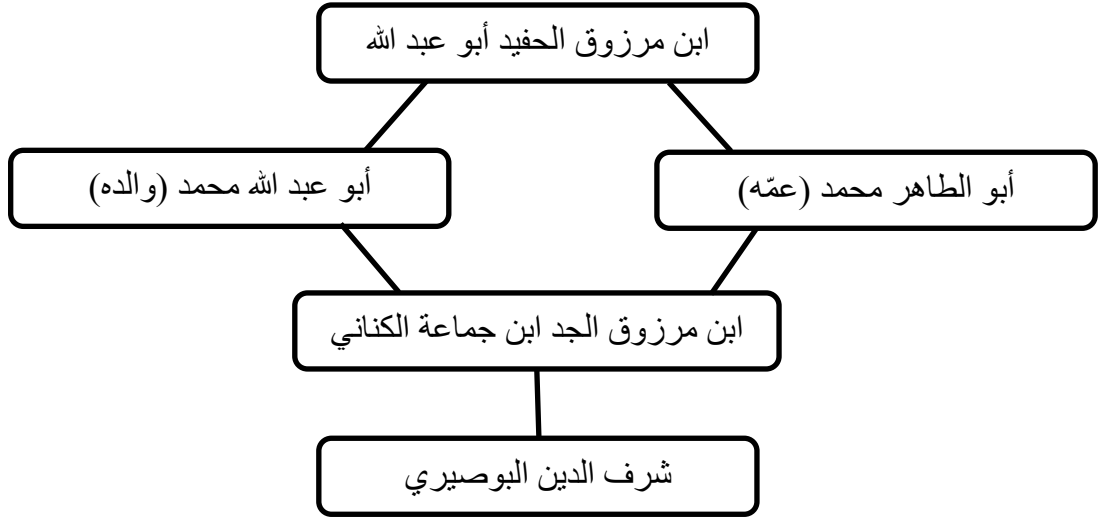 ابن مرزوق الحفيد أبو عبد الله
أبو الطاهر محمد (عمّه)
أبو عبد الله محمد (والده)
ابن مرزوق الجد ابن جماعة الكناني
شرف الدين البوصيري